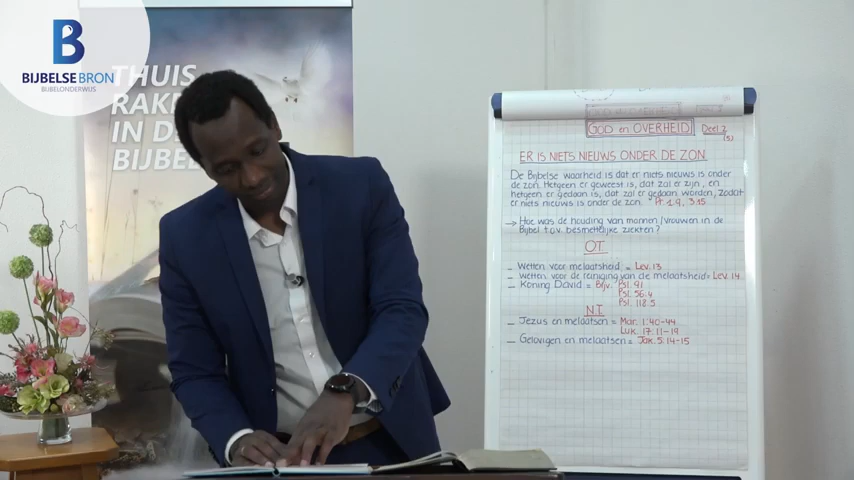 BIJBELSE BRON
BIJBELONDERWIJS
THUIS
RAK
IN D
BIJBEL
GOD en OVERHEID Deel 2
(5)
ER IS NIETS NIEUWS ONDER DE ZON
De Bijbelse waarheid is dat er niets nieuws is onder
de zon. Hetgeen er geweest is, dat zal er zijn, en
hetgeen er gedaan is, dat zal er gedaan worden, zodat
er niets nieuws is onder de zon. Pr. 1:9, 3:15
→ Hoe was de houding van mannen/vrouwen in de
Bijbel t.o.v. besmettelijke ziekten?
OT
- Wetten voor melaatsheid = Lev. 13
- Wetten voor de reiniging van de melaatsheid = Lev. 14
- Koning David = Bijv. Psl. 91
Psl. 56:4
Psl. 118:5
N.T.
- Jezus en melaatsen = Mar. 1:40-44
Luk. 17:11-19
- Gelovigen en melaatsen = Jak. 5:14-15